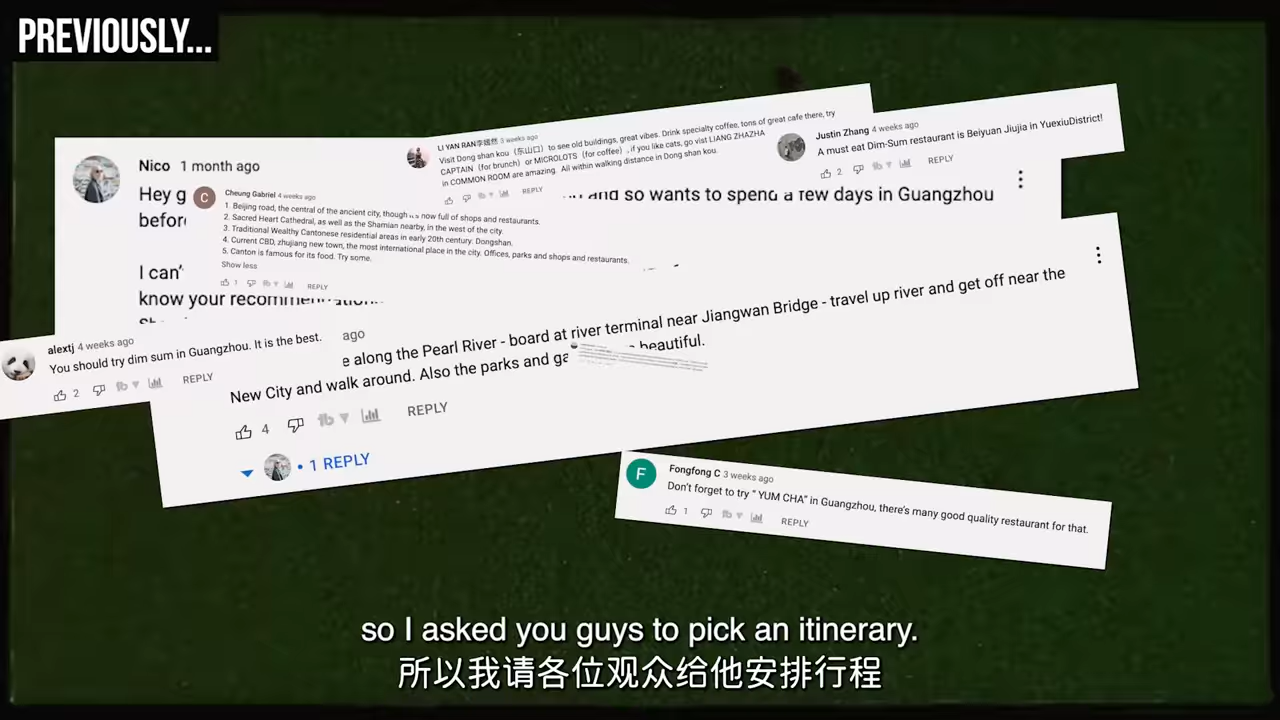 PREVIOUSLY...
Nico 1 month ago
Hey g
and so wants to spend a few days in Guangzhou
before
I can't
know your recommendations
LI YAN RAN李嫣然 3 weeks ago
Visit Dong shan kou（东山口）to see old buildings, great vibes. Drink specialty coffee, tons of great cafe there, try
CAPTAIN（for brunch）or MICROLOTS（for coffee）, if you like cats, go vist LIANG ZHAZHA
in COMMON ROOM are amazing. All within walking distance in Dong shan kou.
REPLY
Justin Zhang 4 weeks ago
A must eat Dim-Sum restaurant is Beiyuan Jiujia in YuexiuDistrict!
2 REPLY
Cheung Gabriel 4 weeks ago
1. Beijing road, the central of the ancient city, though its now full of shops and restaurants.
2. Sacred Heart Cathedral, as well as the Shamian nearby, in the west of the city.
3. Traditional Wealthy Cantonese residential areas in early 20th century: Dongshan.
4. Current CBD, zhujiang new town, the most international place in the city. Offices, parks and shops and restaurants.
5. Canton is famous for its food. Try some.
Show less
1 REPLY
alextj 4 weeks ago
You should try dim sum in Guangzhou. It is the best.
2 REPLY
ago
e along the Pearl River - board at river terminal near Jiangwan Bridge - travel up river and get off near the
New City and walk around. Also the parks and ga beautiful.
4 REPLY
• 1 REPLY
F
Fongfong C 3 weeks ago
Don't forget to try " YUM CHA" in Guangzhou, there's many good quality restaurant for that.
1 REPLY
so I asked you guys to pick an itinerary.
所以我请各位观众给他安排行程